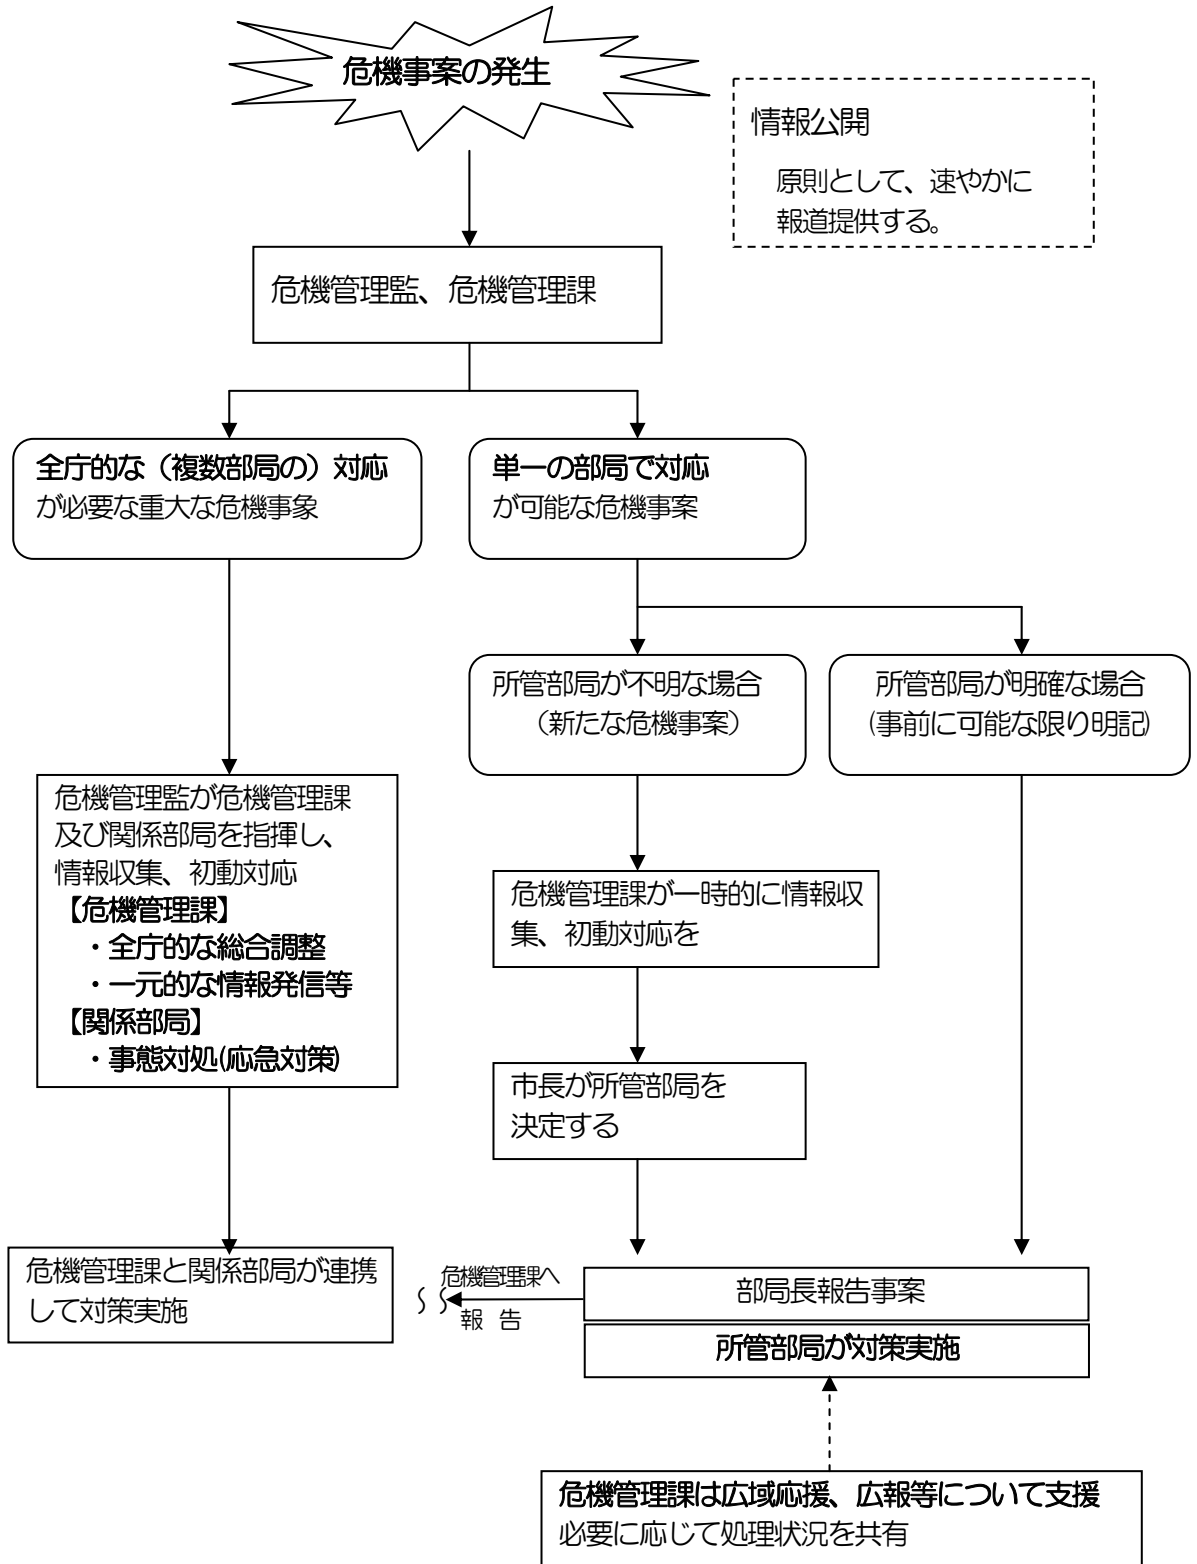 危機事案の発生
情報公開
原則として、速やかに
報道提供する。
危機管理監、危機管理課
全庁的な（複数部局の）対応
が必要な重大な危機事象
単一の部局で対応
が可能な危機事案
所管部局が不明な場合
（新たな危機事案）
所管部局が明確な場合
(事前に可能な限り明記)
危機管理監が危機管理課
及び関係部局を指揮し、
情報収集、初動対応
【危機管理課】
・全庁的な総合調整
・一元的な情報発信等
【関係部局】
・事態対処(応急対策)
危機管理課が一時的に情報収
集、初動対応を
市長が所管部局を
決定する
危機管理課と関係部局が連携
して対策実施
危機管理課へ
報 告
部局長報告事案
所管部局が対策実施
危機管理課は広域応援、広報等について支援
必要に応じて処理状況を共有